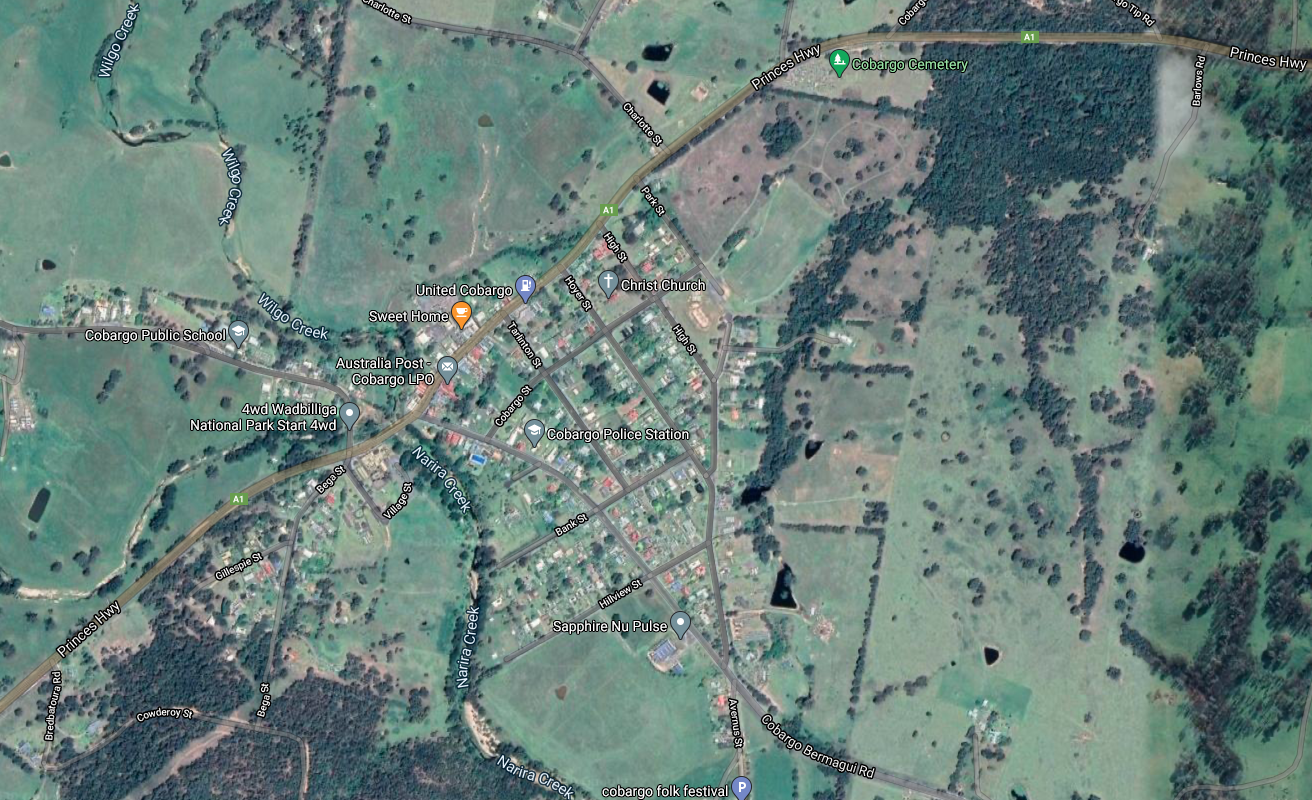 Charlotte St
Wilgo Creek
Cobargo
go Tip Rd
A1
Princes Hwy
Princes Hwy
Cobargo Cemetery
Barlows Rd
Charlotte St
Wilgo Creek
Park St
A1
High St
Christ Church
Hoyer St
United Cobargo
Wilgo Creek
Sweet Home
Tarlinton St
High St
Cobargo Public School
Australia Post -
Cobargo LPO
Cobargo St
4wd Wadbilliga
National Park Start 4wd
Cobargo Police Station
Narira Creek
Bega St
Village St
A1
Bank St
Gillespie St
Hillview St
Princes Hwy
Sapphire Nu Pulse
Narira Creek
Bredbatoura Rd
Bega St
Cowderoy St
Avernus St
Cobargo Bermagui Rd
Narira Creek
cobargo folk festival
P